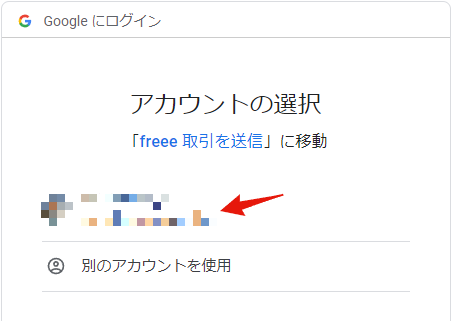 Google にログイン
アカウントの選択
「freee 取引を送信」に移動
別のアカウントを使用